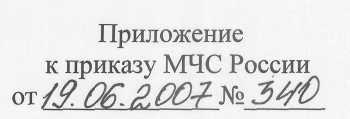 Приложение
к приказу МЧС России
от 19.06.2007 № 340